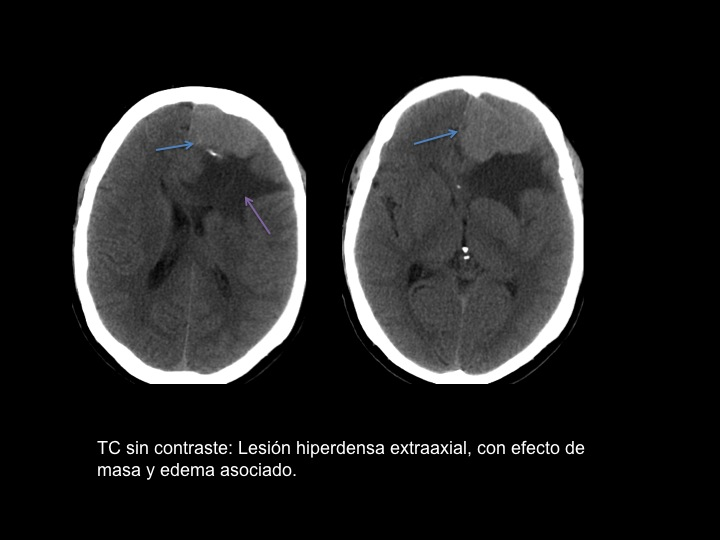 TC sin contraste: Lesión hiperdensa extraaxial, con efecto de
masa y edema asociado.